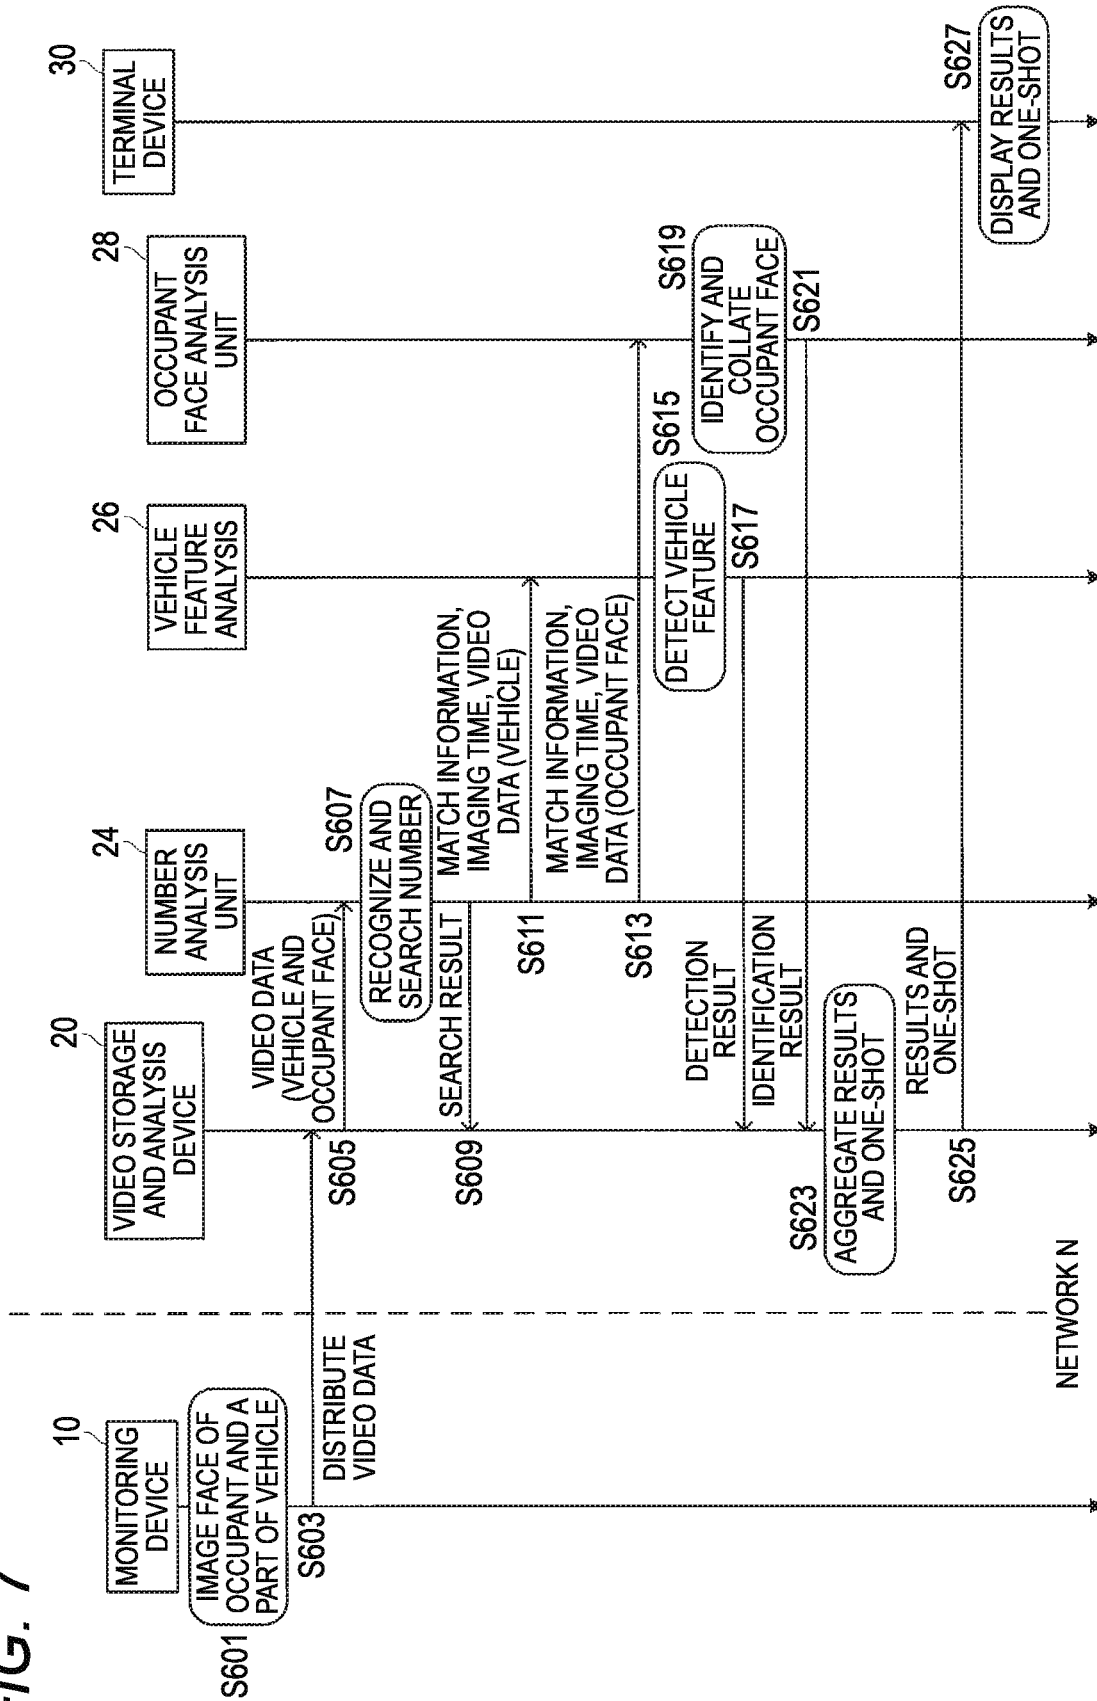 FIG. 7
10
MONITORING
DEVICE
20
VIDEO STORAGE
AND ANALYSIS
DEVICE
24
NUMBER
ANALYSIS
UNIT
26
VEHICLE
FEATURE
ANALYSIS
28
OCCUPANT
FACE ANALYSIS
UNIT
30
TERMINAL
DEVICE
S601
IMAGE FACE OF
OCCUPANT AND A
PART OF VEHICLE
S603
DISTRIBUTE
VIDEO DATA
S605
VIDEO DATA
(VEHICLE AND
OCCUPANT FACE)
S607
RECOGNIZE AND
SEARCH NUMBER
S609
SEARCH RESULT
S611
MATCH INFORMATION,
IMAGING TIME, VIDEO
DATA (VEHICLE)
S613
MATCH INFORMATION,
IMAGING TIME, VIDEO
DATA (OCCUPANT FACE)
S615
DETECT VEHICLE
FEATURE
S617
DETECTION
RESULT
S619
IDENTIFY AND
COLLATE
OCCUPANT FACE
S621
IDENTIFICATION
RESULT
S623
AGGREGATE RESULTS
AND ONE-SHOT
S625
RESULTS AND
ONE-SHOT
S627
DISPLAY RESULTS
AND ONE-SHOT
NETWORK N